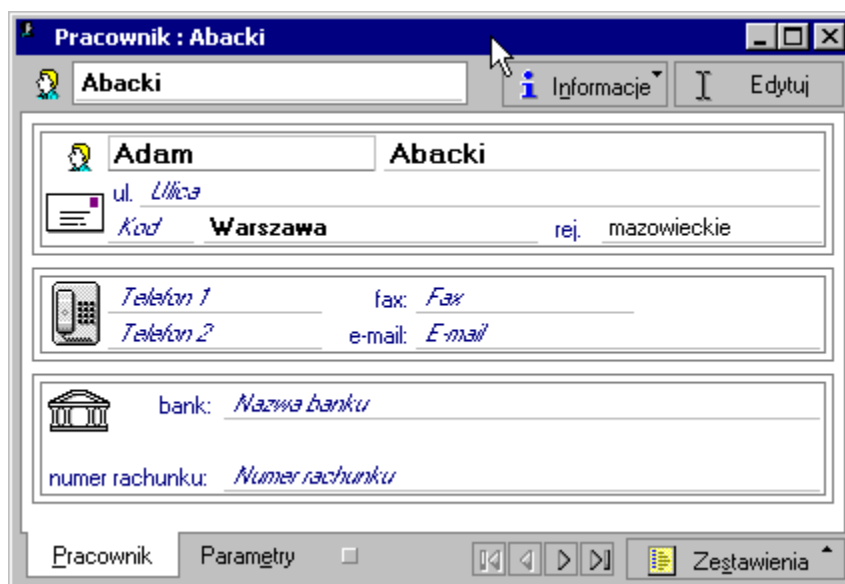 Pracownik : Abacki
Abacki Informacje Edytuj
Adam Abacki
ul. Ulica
Kod Warszawa rej. mazowieckie
Telefon 1 fax: Fax
Telefon 2 e-mail: E-mail
bank: Nazwa banku
numer rachunku: Numer rachunku
Pracownik Parametry Zestawienia